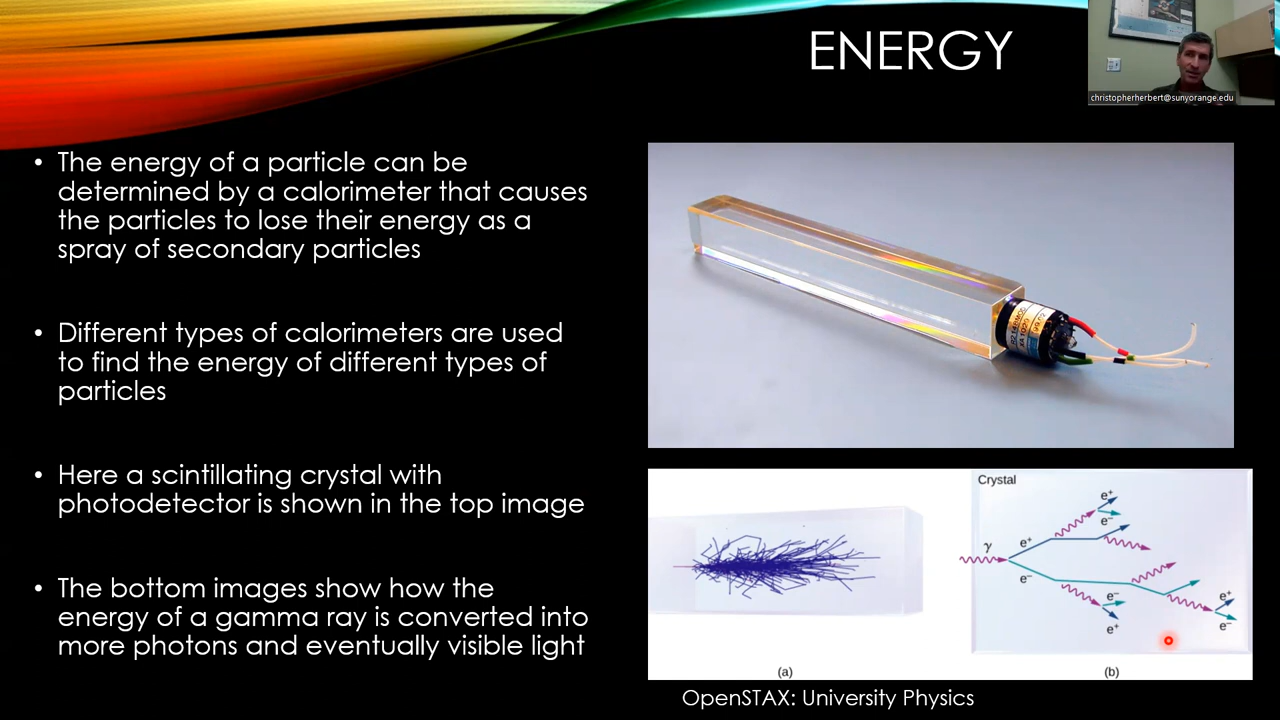 ENERGY
christopherherbert@sunyorange.edu
• The energy of a particle can be
determined by a calorimeter that causes
the particles to lose their energy as a
spray of secondary particles
• Different types of calorimeters are used
to find the energy of different types of
particles
• Here a scintillating crystal with
photodetector is shown in the top image
• The bottom images show how the
energy of a gamma ray is converted into
more photons and eventually visible light
Crystal
e⁺
e⁻
γ
e⁺
e⁻
e⁻
e⁺
e⁺
e⁻
(a)
(b)
OpenSTAX: University Physics